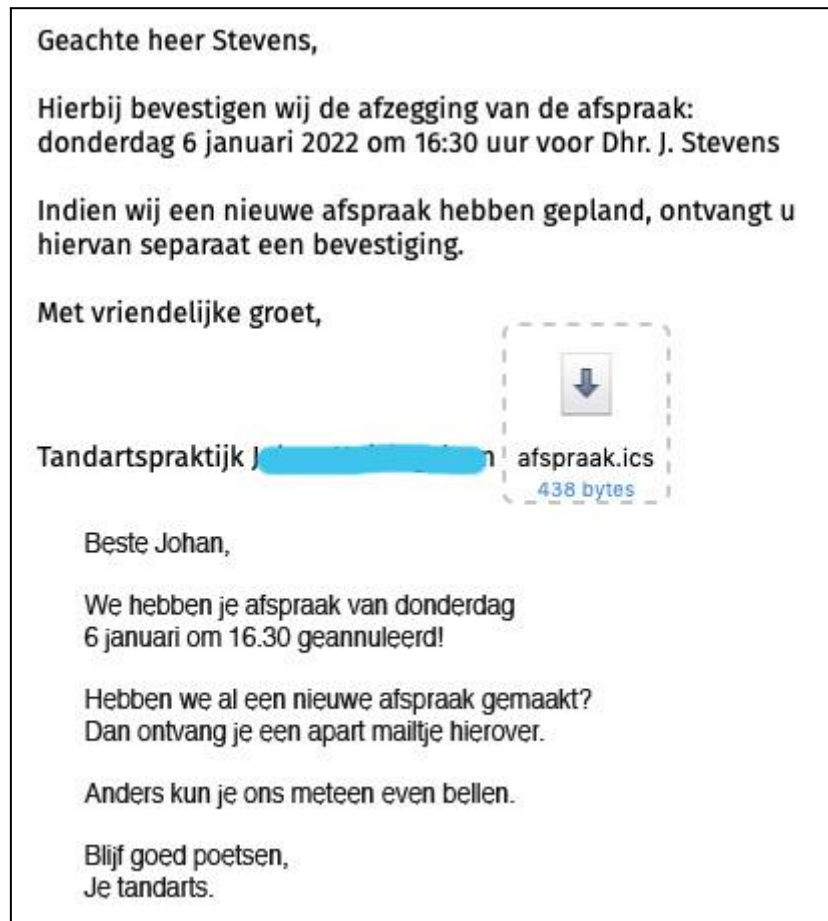 Geachte heer Stevens,
Hierbij bevestigen wij de afzegging van de afspraak:
donderdag 6 januari 2022 om 16:30 uur voor Dhr. J. Stevens
Indien wij een nieuwe afspraak hebben gepland, ontvangt u
hiervan separaat een bevestiging.
Met vriendelijke groet,
Tandartspraktijk
afspraak.ics
438 bytes
Beste Johan,
We hebben je afspraak van donderdag
6 januari om 16.30 geannuleerd!
Hebben we al een nieuwe afspraak gemaakt?
Dan ontvang je een apart mailtje hierover.
Anders kun je ons meteen even bellen.
Blijf goed poetsen,
Je tandarts.